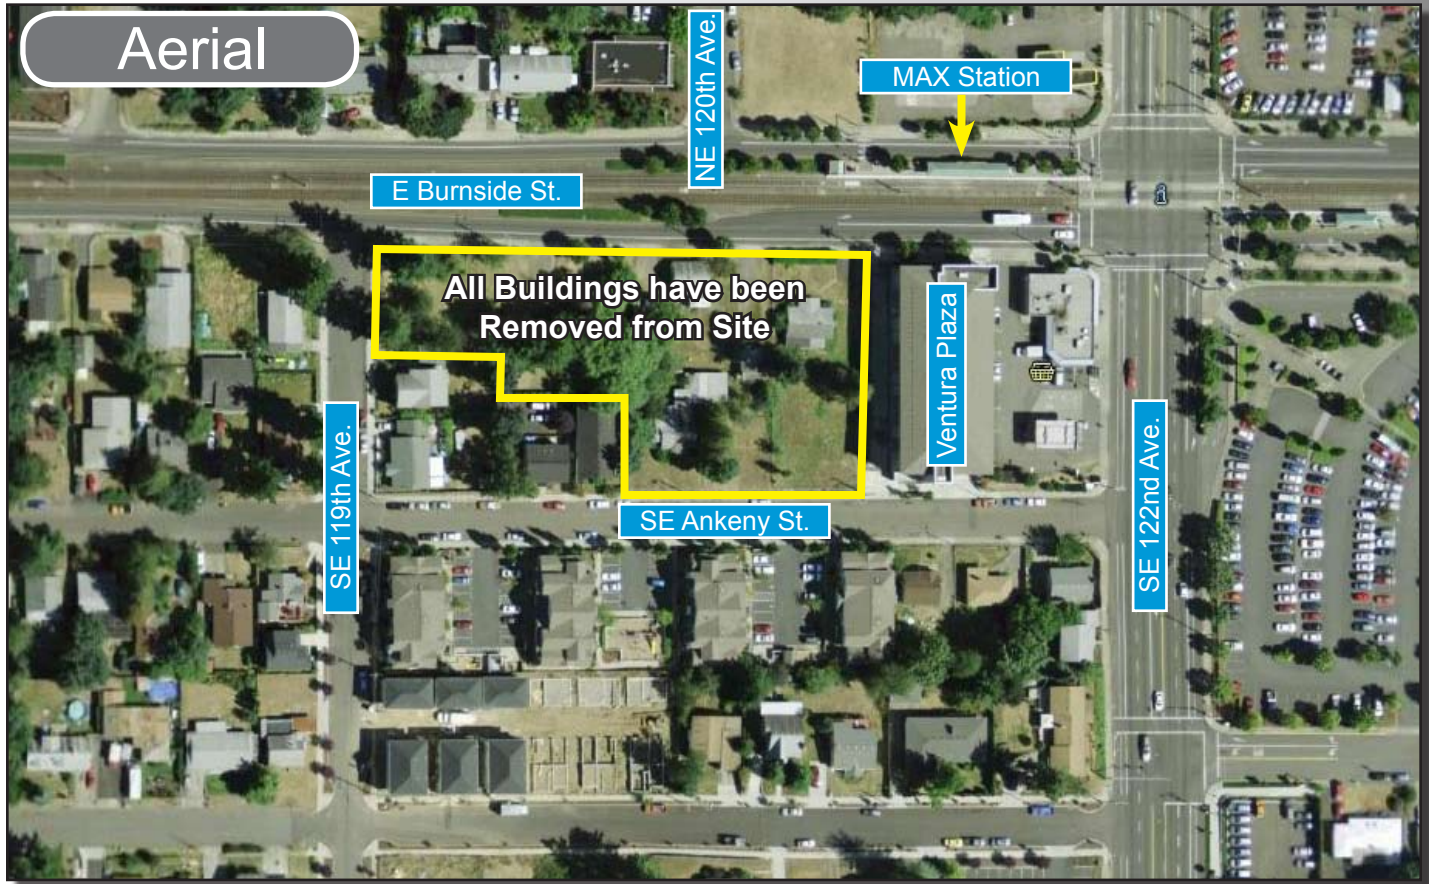 Aerial
NE 120th Ave.
MAX Station
E Burnside St.
All Buildings have been
Removed from Site
Ventura Plaza
SE 119th Ave.
SE Ankeny St.
SE 122nd Ave.